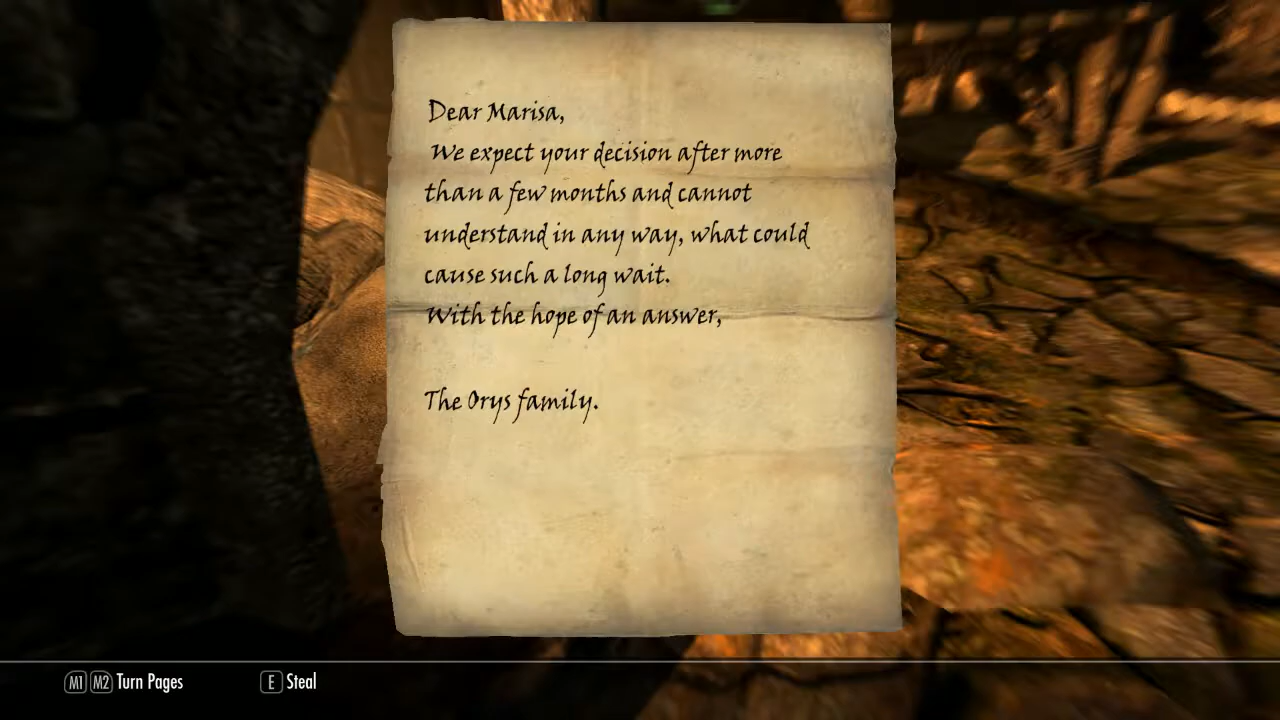 Dear Marisa,
We expect your decision after more
than a few months and cannot
understand in any way, what could
cause such a long wait.
With the hope of an answer,
The Orys family.
M1 M2 Turn Pages
E Steal